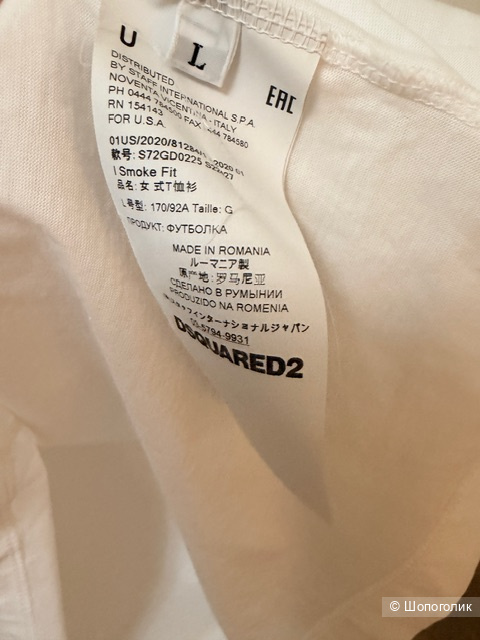 U
L
EAC
DISTRIBUTED
BY STAFF INTERNATIONAL S.P.A.
NOVENTA VICENTINA - ITALY
PH 0444 784500 FAX 0444 784580
RN 154143
FOR U.S.A.
01US/2020/81284/
款号: S72GD0225 S22427
I Smoke Fit
品名: 女式T恤衫
L号型: 170/92A Taille: G
ПРОДУКТ: ФУТБОЛКА
MADE IN ROMANIA
ルーマニア製
原产地: 罗马尼亚
СДЕЛАНО В РУМЫНИИ
PRODUZIDO NA ROMENIA
スタッフインターナショナルジャパン
03-5794-9931
DSQUARED2
© Шопоголик